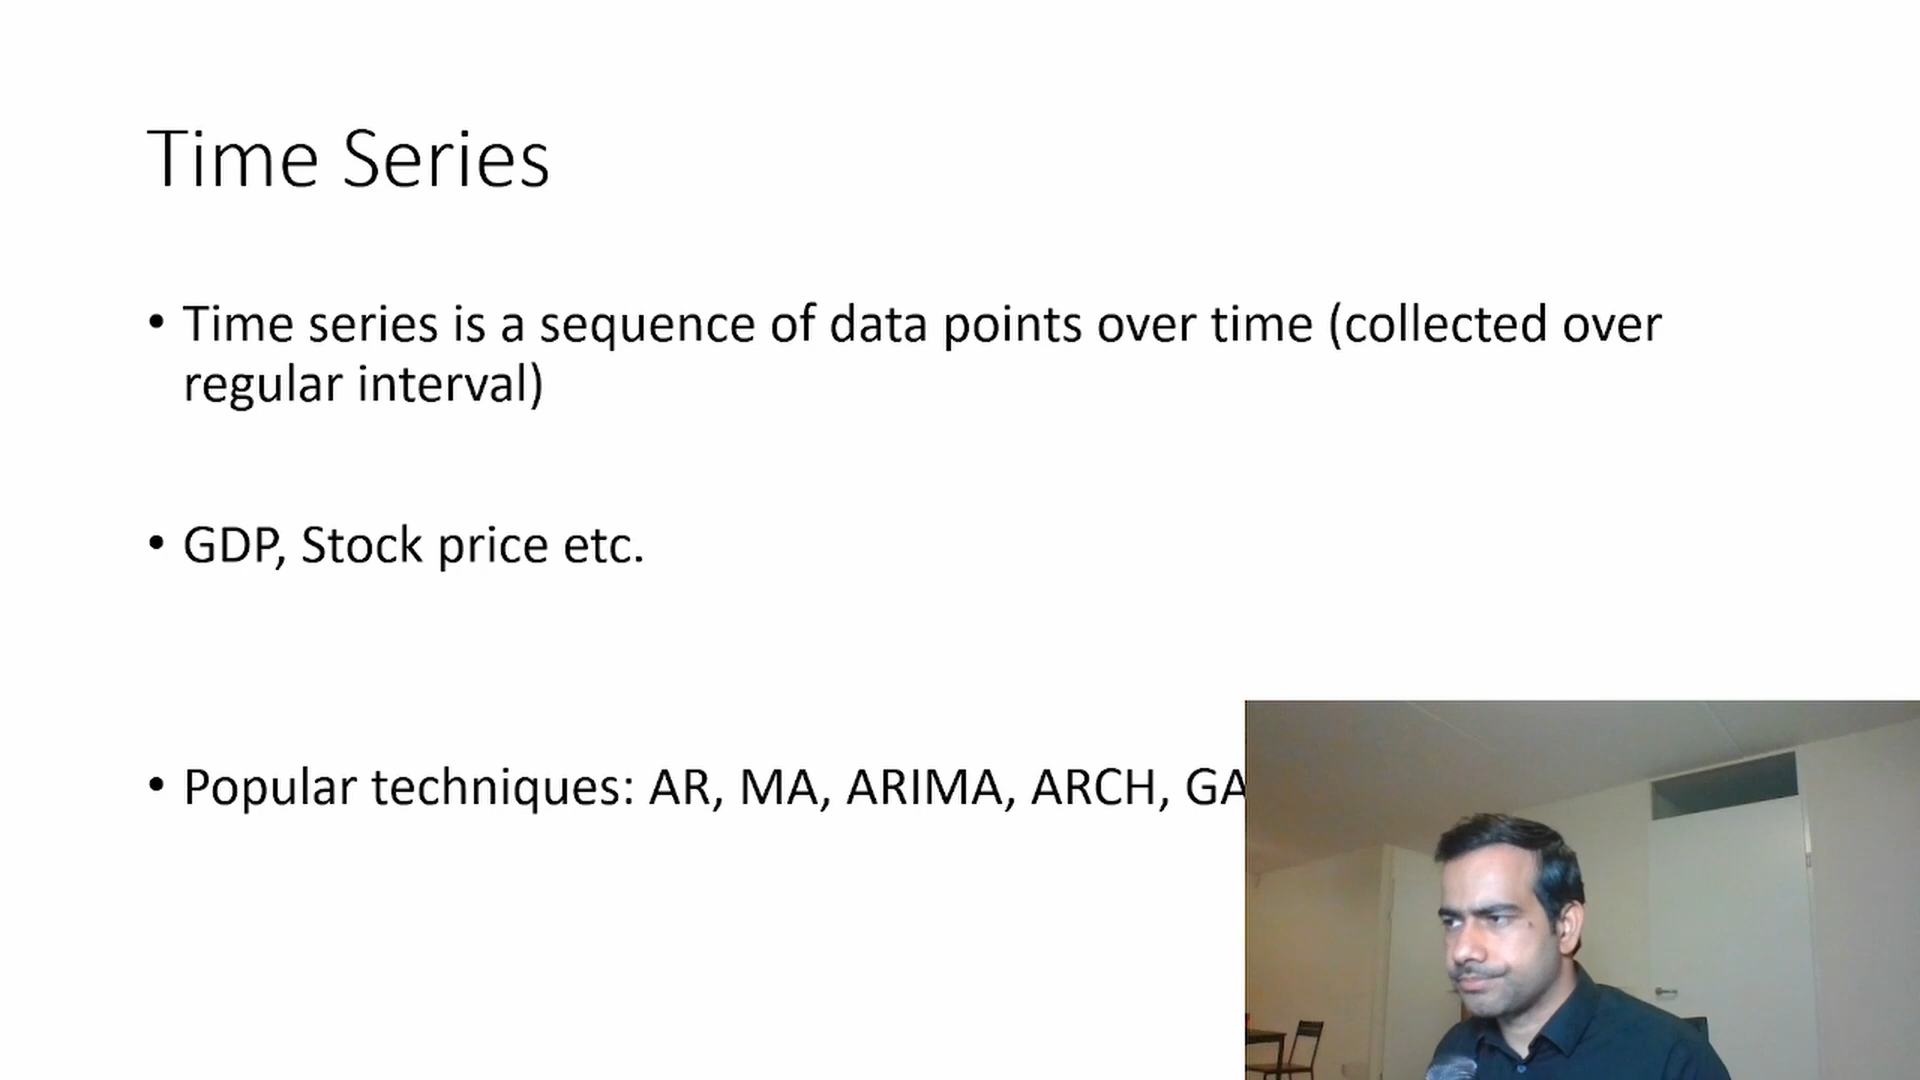 Time Series
• Time series is a sequence of data points over time (collected over
regular interval)
• GDP, Stock price etc.
• Popular techniques: AR, MA, ARIMA, ARCH,